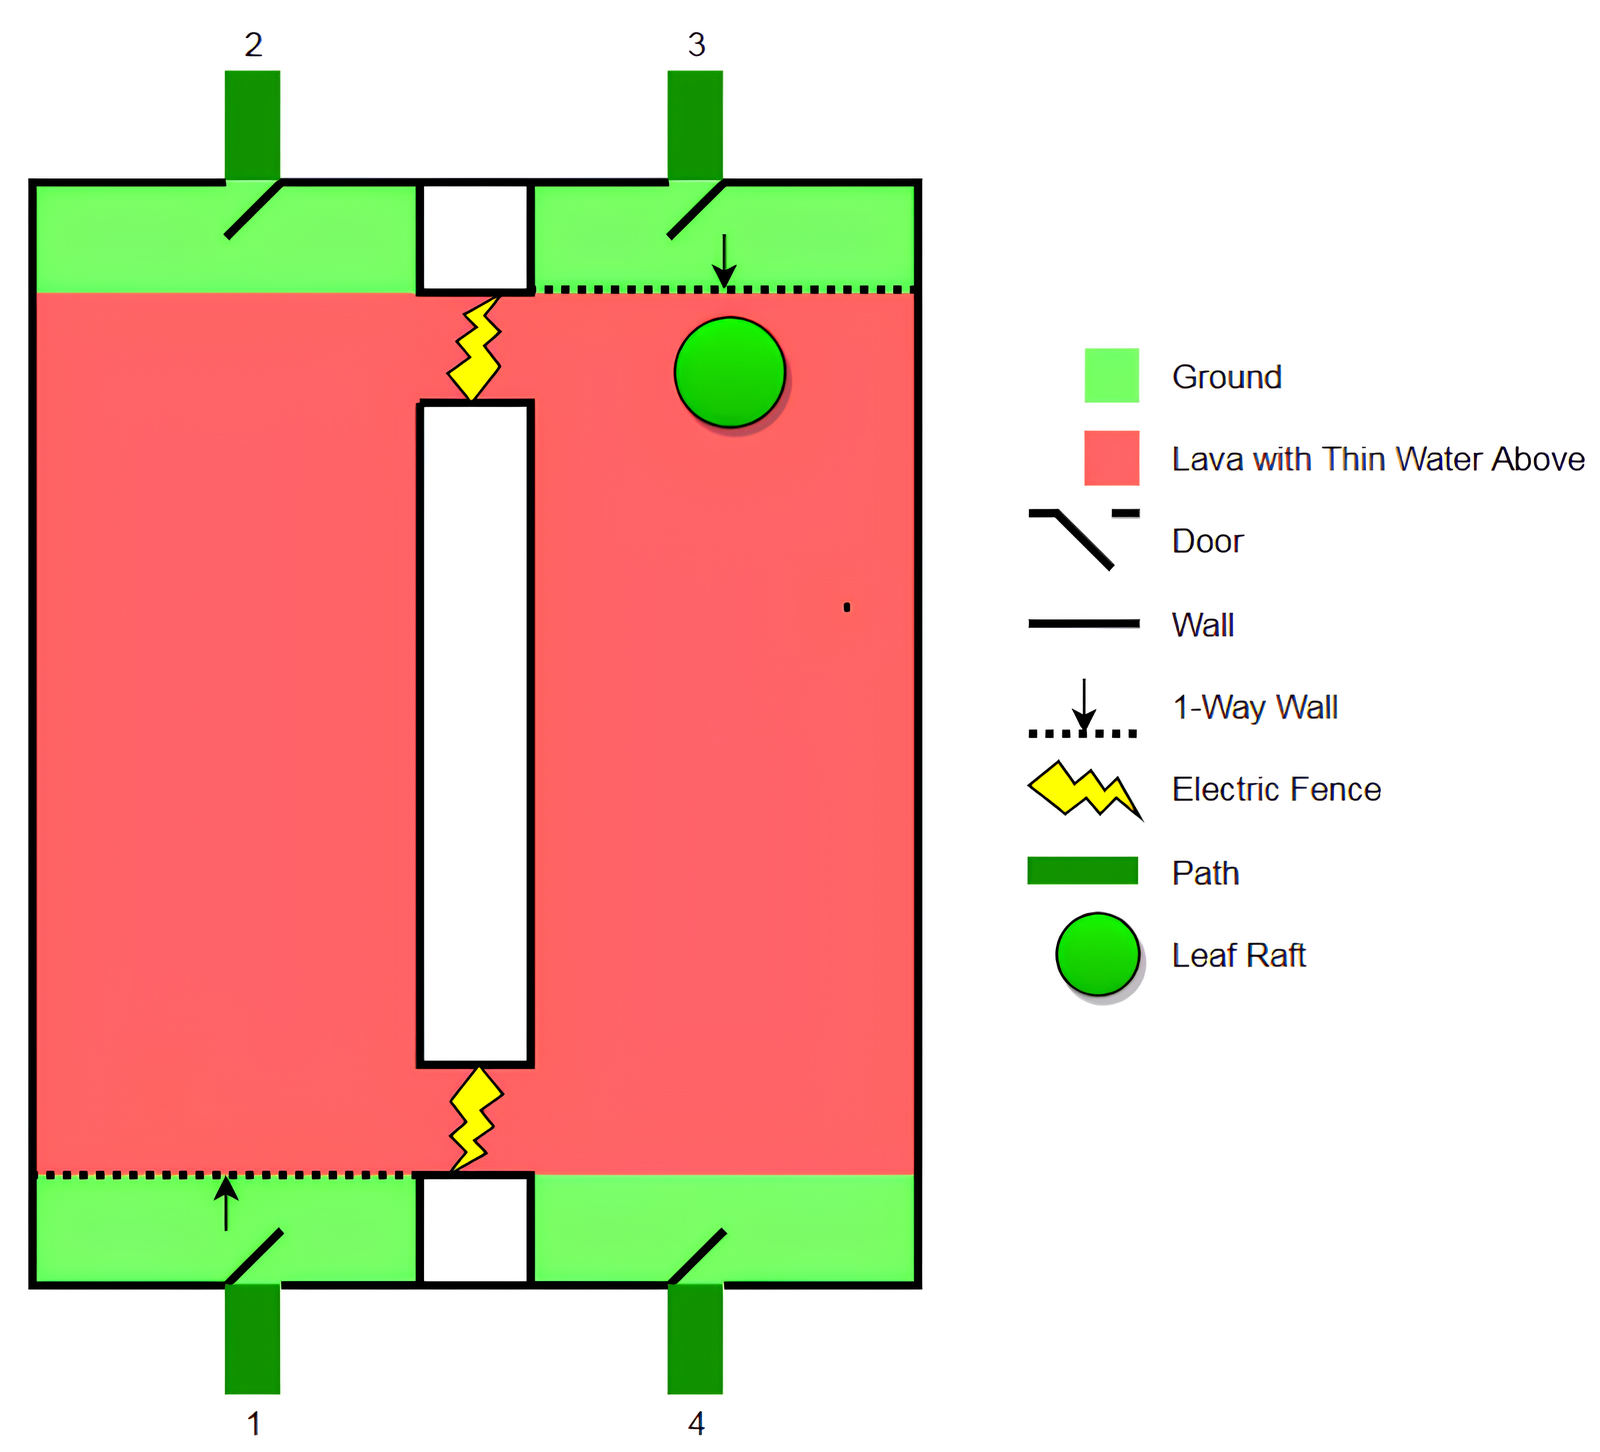 2
3
Ground
Lava with Thin Water Above
Door
Wall
1-Way Wall
Electric Fence
Path
Leaf Raft
1
4